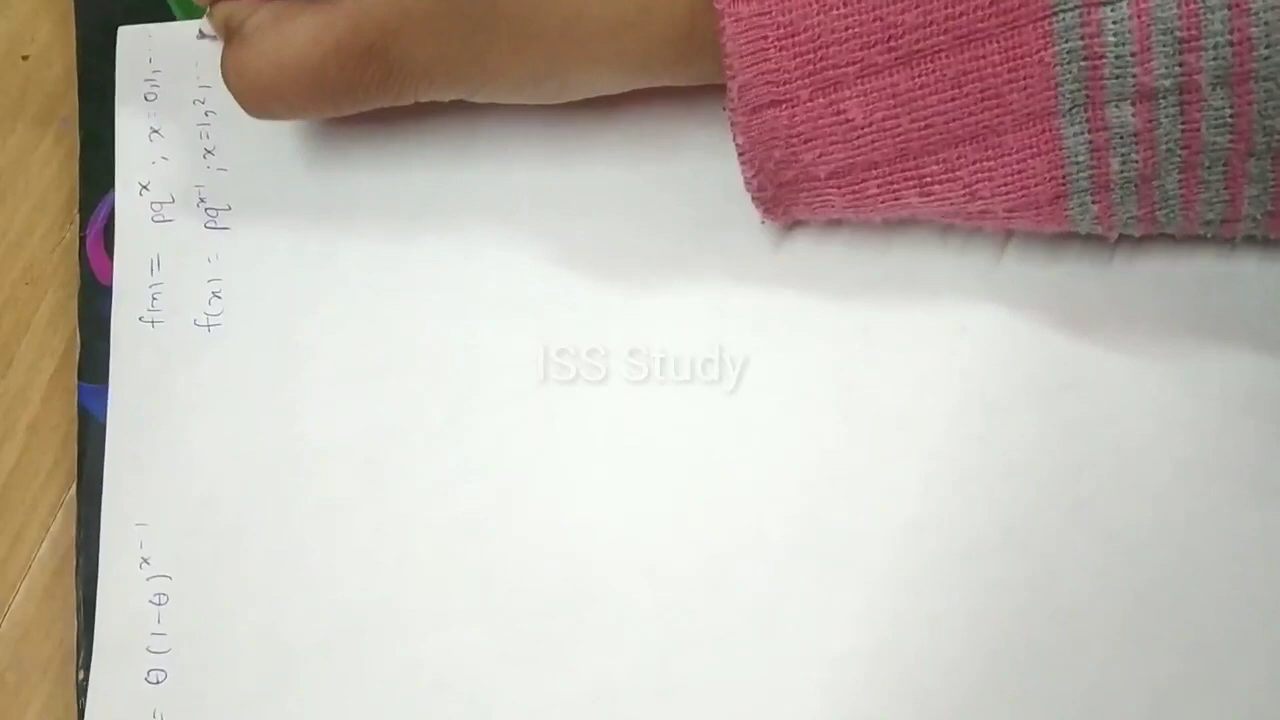 = θ (1-θ)^{x-1}
f(x) = pq^x ; x = 0,1,...
f(x) = pq^{x-1} ; x = 1,2,...
ISS Study